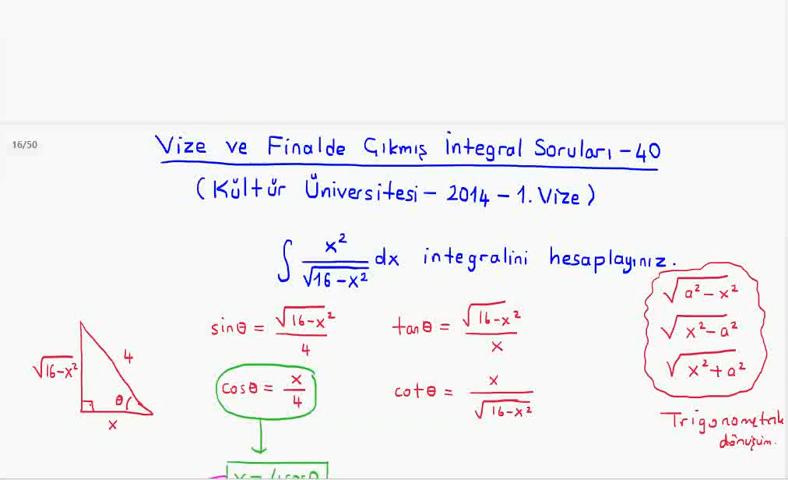 16/50
Vize ve Finalde Çıkmış İntegral Soruları - 40
(Kültür Üniversitesi - 2014 - 1. Vize)
∫ x²/√(16-x²) dx integralini hesaplayınız.
√(a²-x²)
√(x²-a²)
√(x²+a²)
Trigonometrik
dönüşüm.
√(16-x²)
4
θ
x
sinθ = √(16-x²)/4
tanθ = √(16-x²)/x
cosθ = x/4
cotθ = x/√(16-x²)
x = 4cosθ